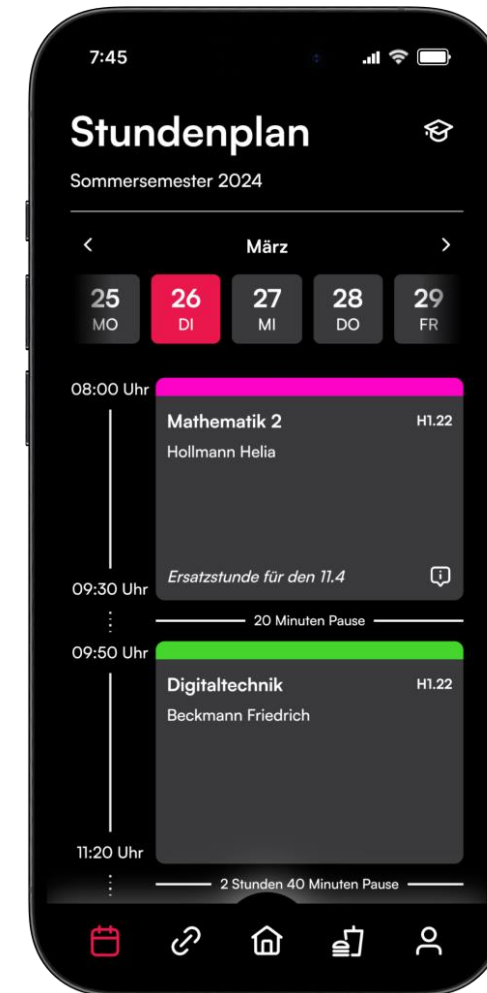 7:45
Stundenplan
Sommersemester 2024
März
25 26 27 28 29
MO DI MI DO FR
08:00 Uhr
Mathematik 2 H1.22
Hollmann Helia
Ersatzstunde für den 11.4
09:30 Uhr
20 Minuten Pause
09:50 Uhr
Digitaltechnik H1.22
Beckmann Friedrich
11:20 Uhr
2 Stunden 40 Minuten Pause